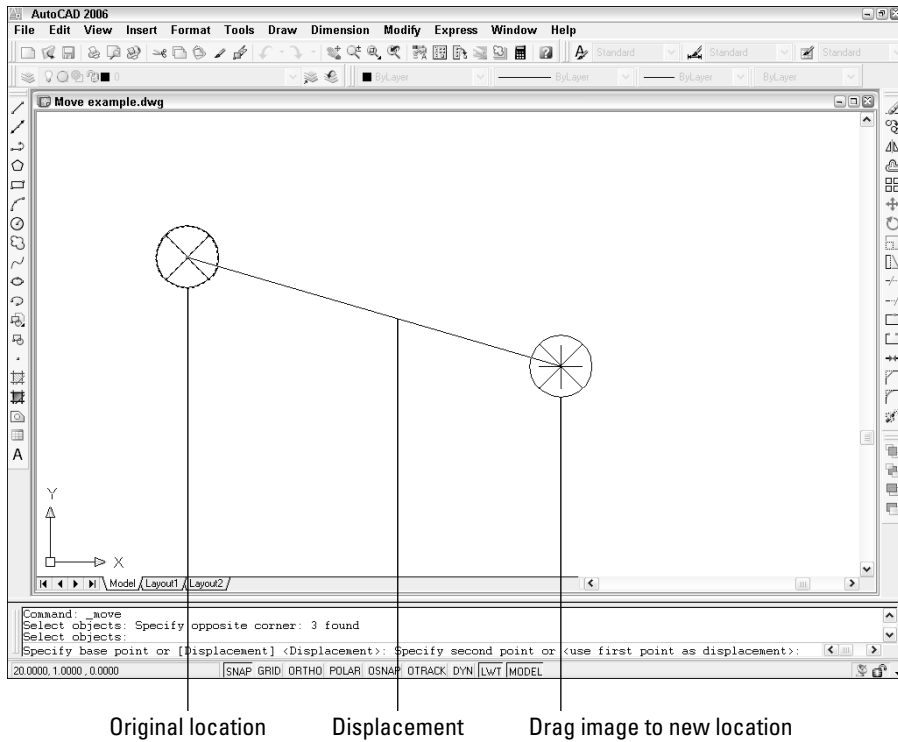 AutoCAD 2006
File Edit View Insert Format Tools Draw Dimension Modify Express Window Help
Standard Standard Standard
0 ByLayer ByLayer ByLayer ByLayer
Move example.dwg
A
Y
X
Model Layout1 Layout2
Command: _move
Select objects: Specify opposite corner: 3 found
Select objects:
Specify base point or [Displacement] <Displacement>: Specify second point or <use first point as displacement>:
20.0000, 1.0000 , 0.0000 SNAP GRID ORTHO POLAR OSNAP OTRACK DYN LWT MODEL
Original location Displacement Drag image to new location